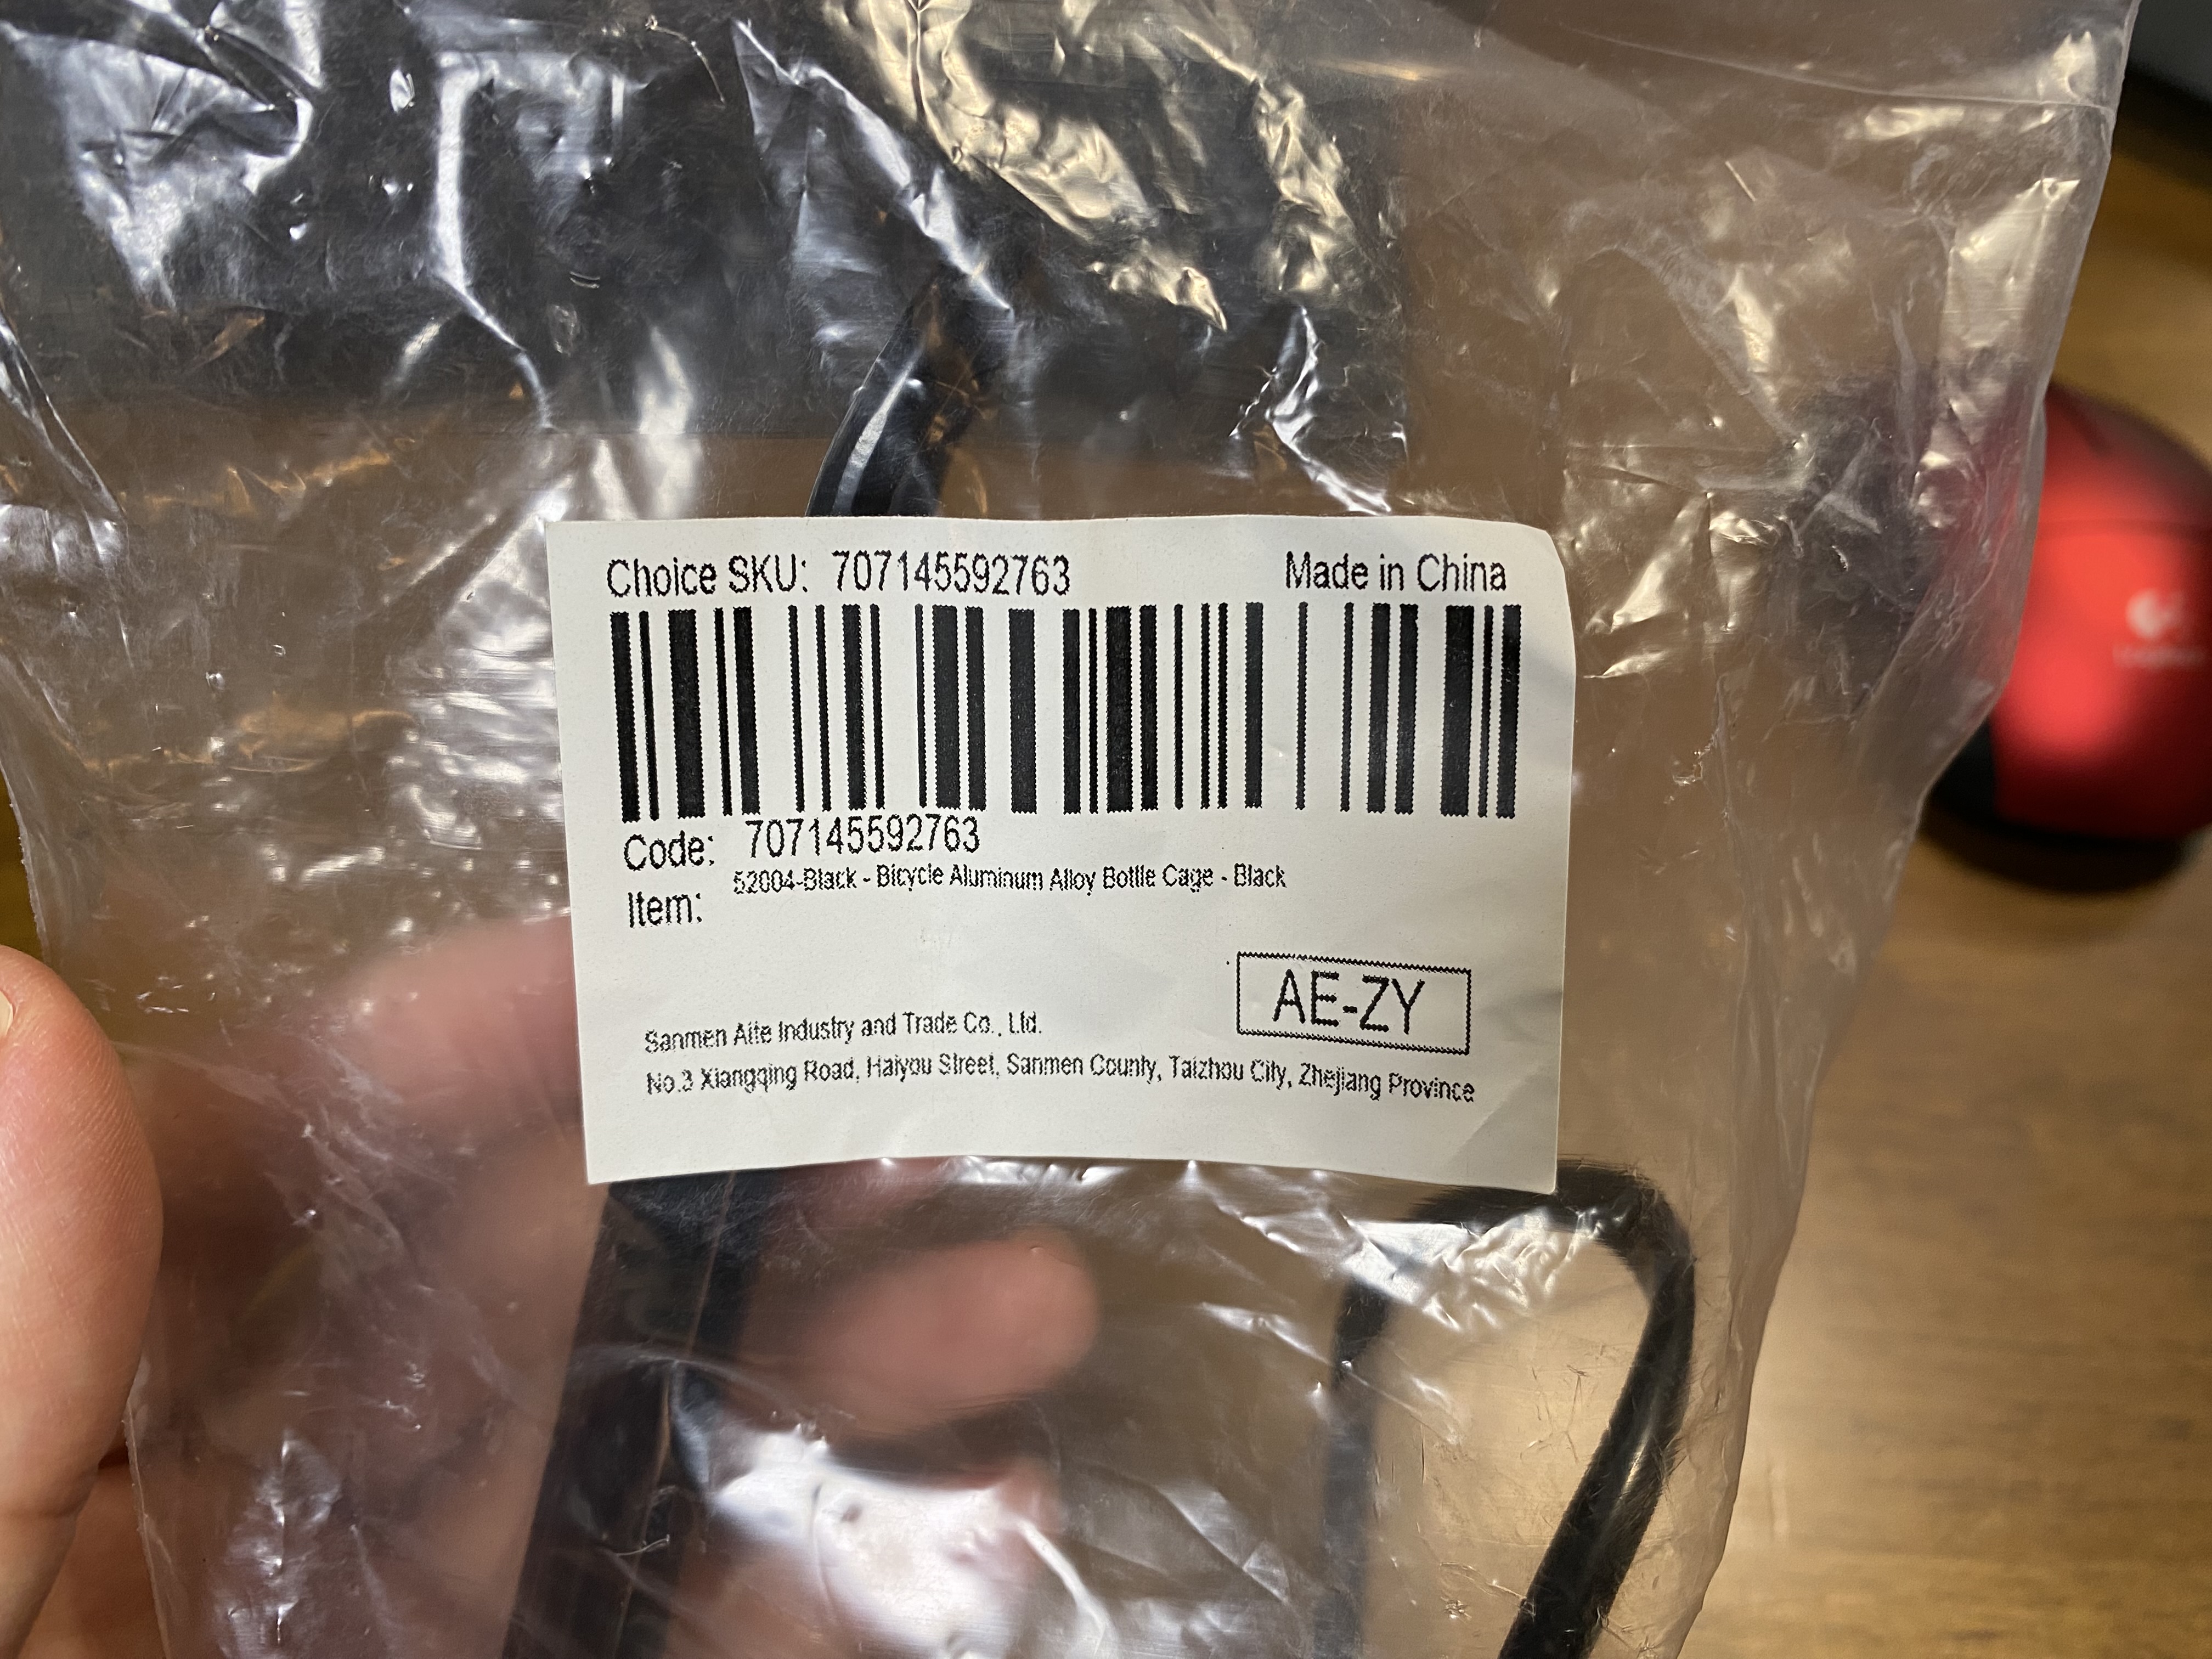 Choice SKU: 707145592763 Made in China
Code: 707145592763
Item: 52004-Black - Bicycle Aluminum Alloy Bottle Cage - Black
AE-ZY
Sanmen Aite Industry and Trade Co., Ltd.
No.3 Xiangqing Road, Haiyou Street, Sanmen County, Taizhou City, Zhejiang Province